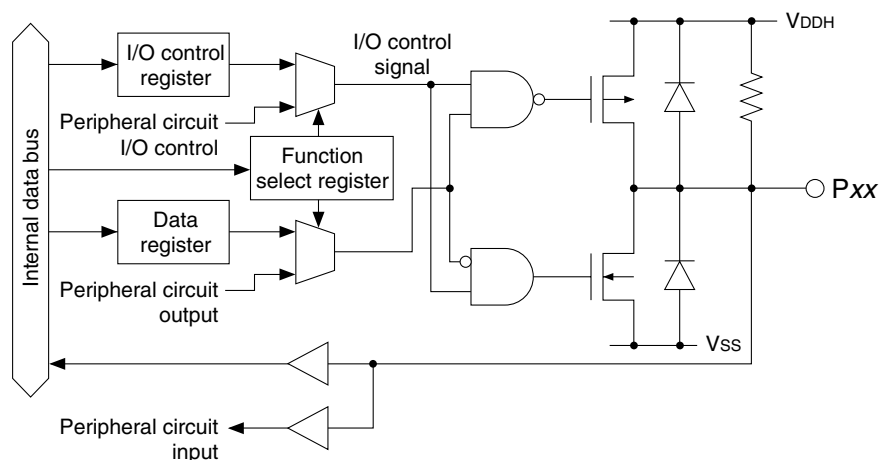 I/O control
register
Peripheral circuit
I/O control
Function
select register
Data
register
Peripheral circuit
output
Internal data bus
Peripheral circuit
input
I/O control
signal
VDDH
Pxx
VSS